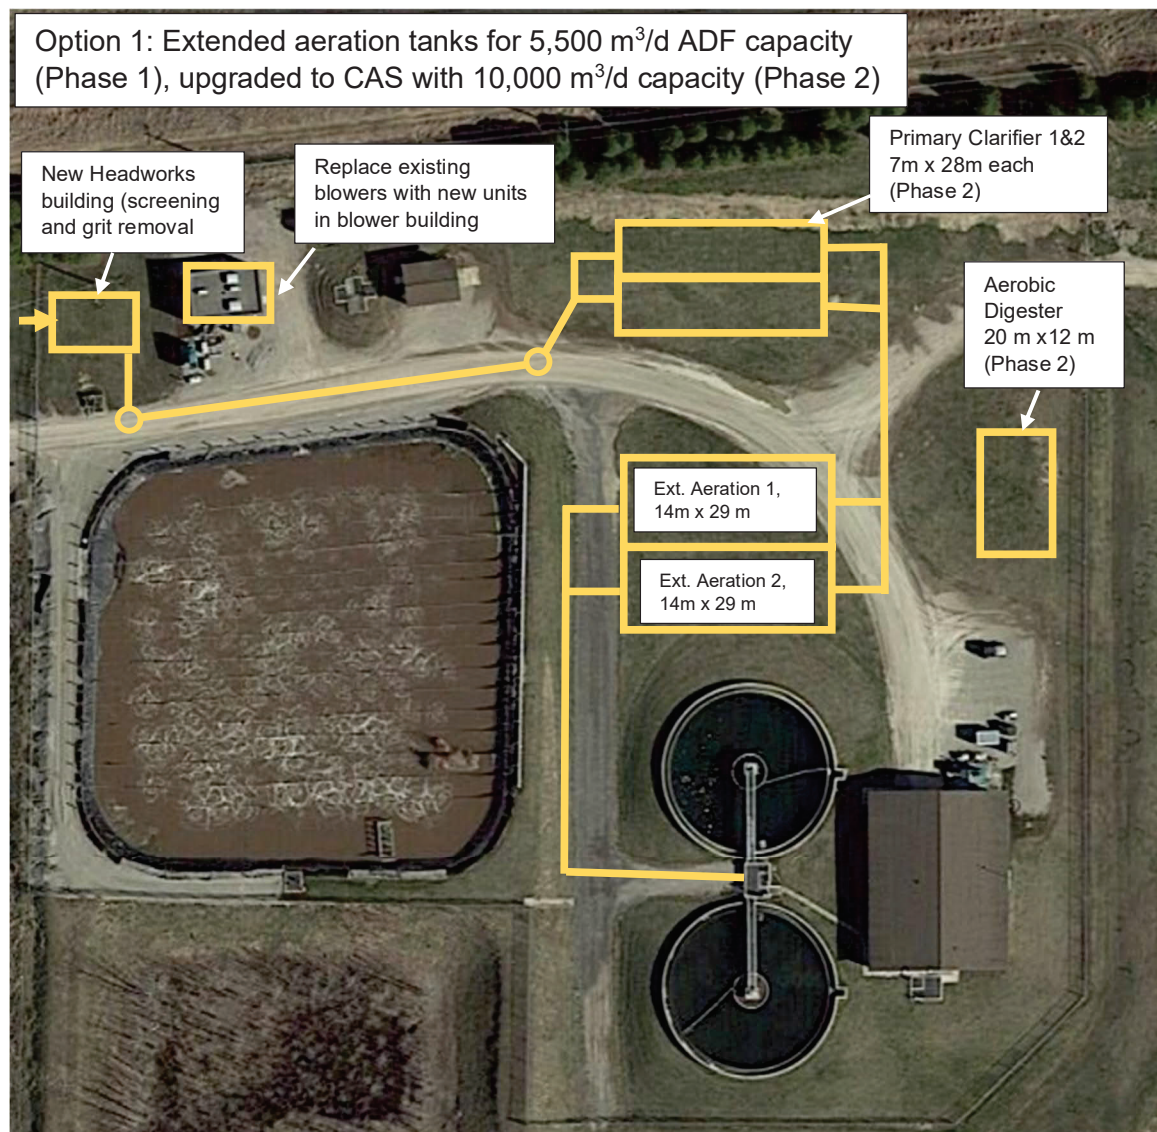 Option 1: Extended aeration tanks for 5,500 m³/d ADF capacity
(Phase 1), upgraded to CAS with 10,000 m³/d capacity (Phase 2)
New Headworks
building (screening
and grit removal
Replace existing
blowers with new units
in blower building
Primary Clarifier 1&2
7m x 28m each
(Phase 2)
Aerobic
Digester
20 m x12 m
(Phase 2)
Ext. Aeration 1,
14m x 29 m
Ext. Aeration 2,
14m x 29 m